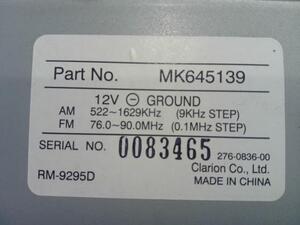 Part No. MK645139
12V ⊖ GROUND
AM 522~1629KHz (9KHz STEP)
FM 76.0~90.0MHz (0.1MHz STEP)
SERIAL NO. 0083465 276-0836-00
Clarion Co., Ltd.
RM-9295D MADE IN CHINA